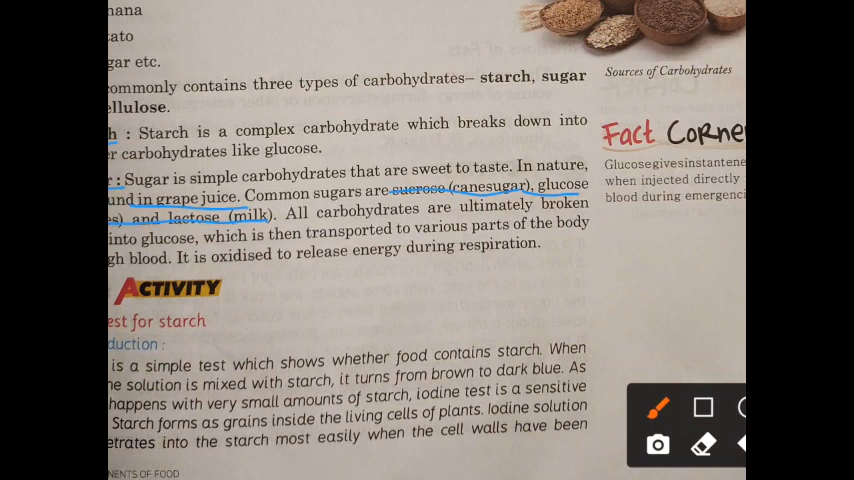 nana
ato
gar etc.
ommonly contains three types of carbohydrates– starch, sugar
ellulose.
h : Starch is a complex carbohydrate which breaks down into
er carbohydrates like glucose.
r : Sugar is simple carbohydrates that are sweet to taste. In nature,
und in grape juice. Common sugars are sucrose (canesugar), glucose
es) and lactose (milk). All carbohydrates are ultimately broken
into glucose, which is then transported to various parts of the body
gh blood. It is oxidised to release energy during respiration.
ACTIVITY
est for starch
duction :
is a simple test which shows whether food contains starch. When
ne solution is mixed with starch, it turns from brown to dark blue. As
happens with very small amounts of starch, iodine test is a sensitive
Starch forms as grains inside the living cells of plants. Iodine solution
etrates into the starch most easily when the cell walls have been
NENTS OF FOOD
Sources of Carbohydrates
Fact Corne
Glucose gives instantene
when injected directly
blood during emergenci